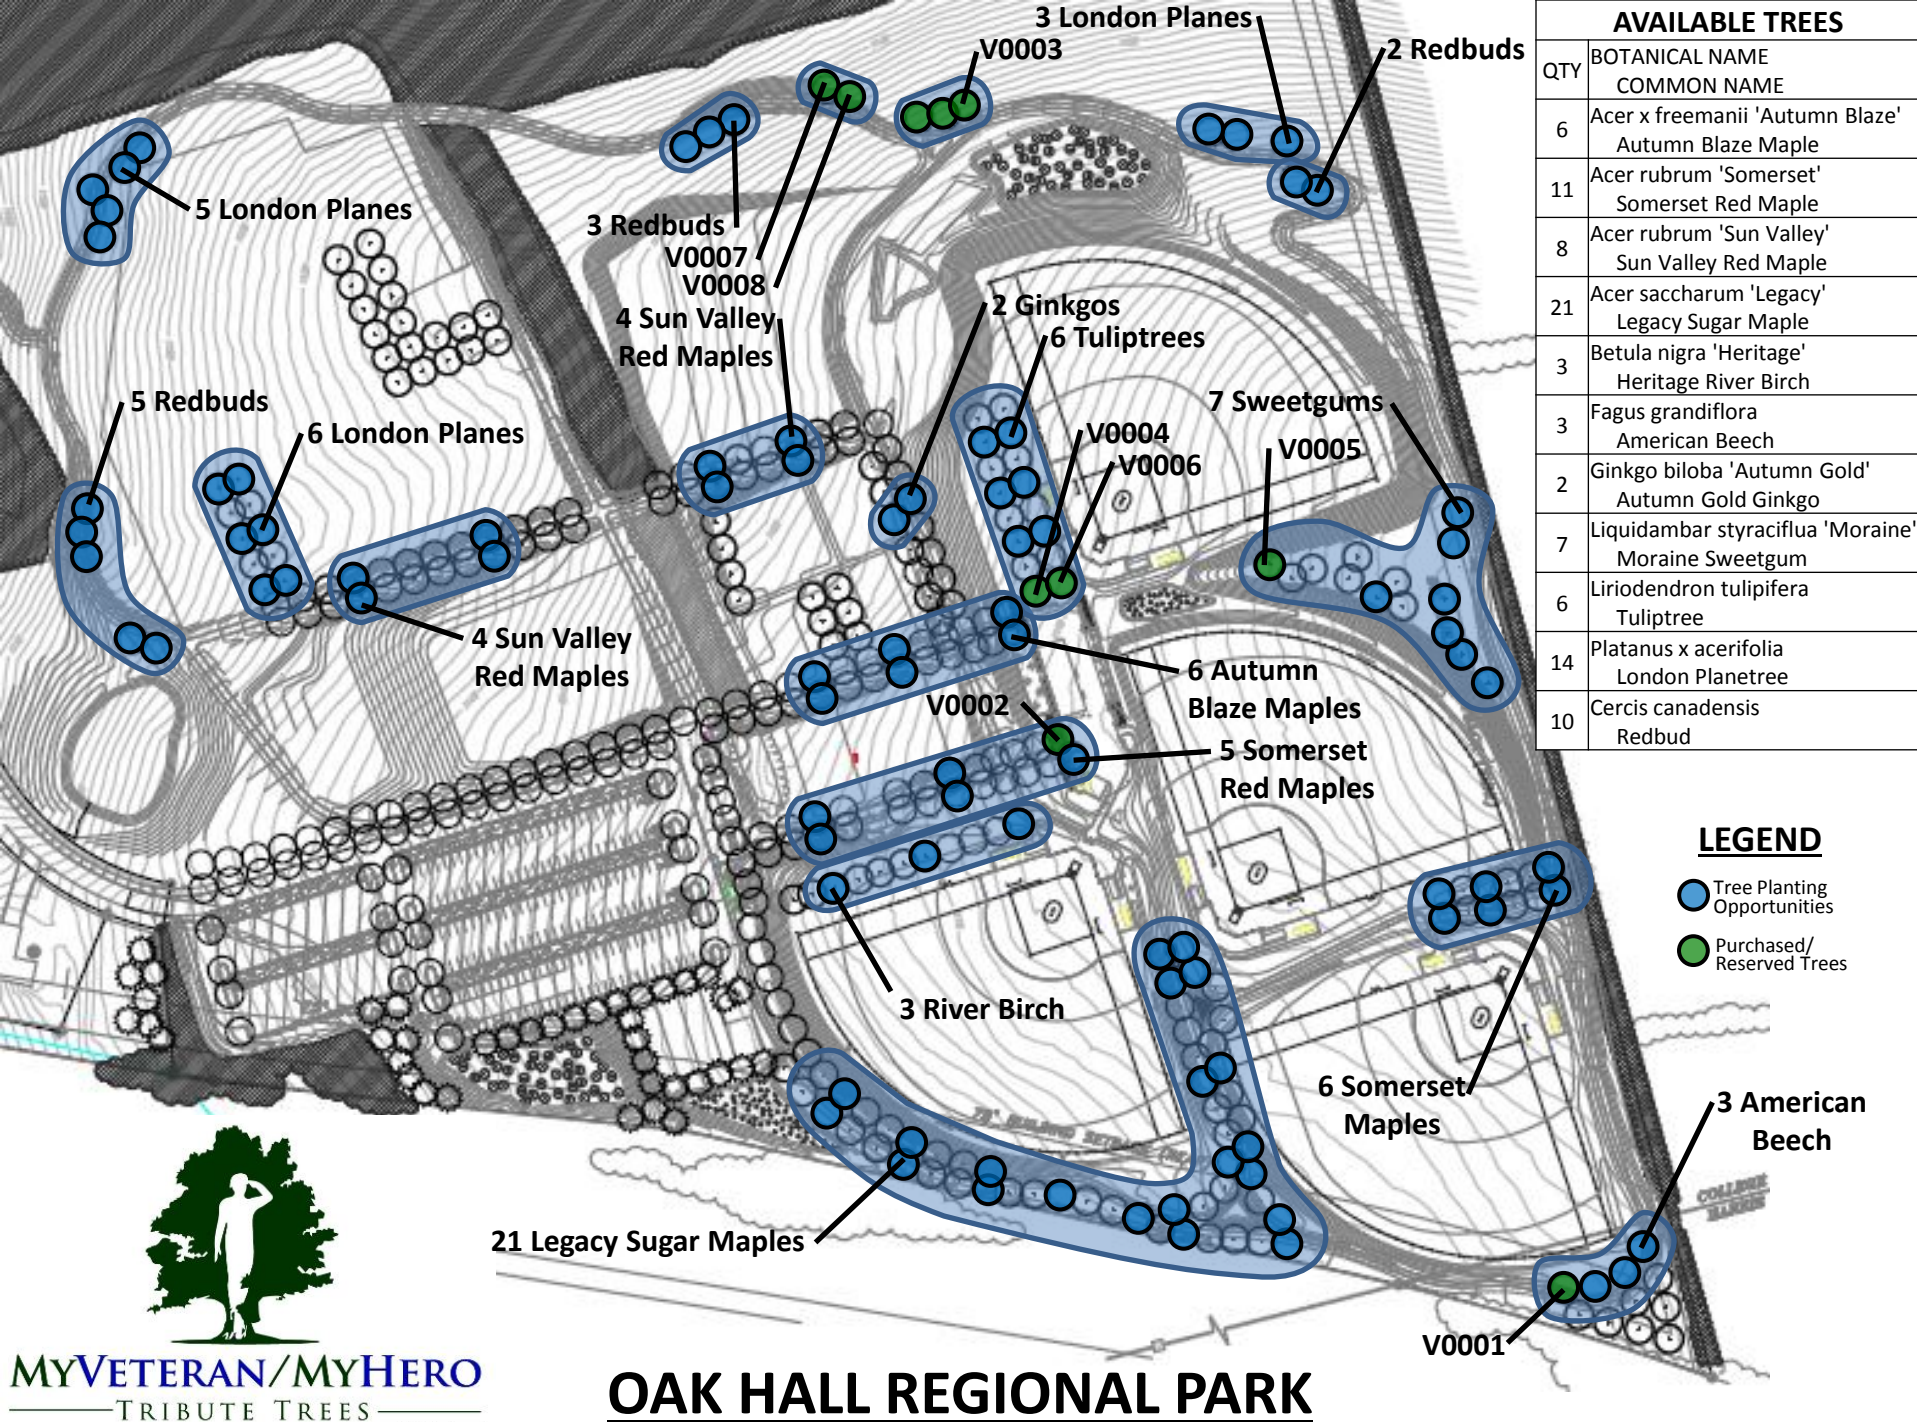 3 London Planes
V0003
2 Redbuds
5 London Planes
3 Redbuds
V0007
V0008
4 Sun Valley
Red Maples
2 Ginkgos
6 Tuliptrees
5 Redbuds
6 London Planes
7 Sweetgums
V0004
V0006
V0005
4 Sun Valley
Red Maples
6 Autumn
Blaze Maples
V0002
5 Somerset
Red Maples
3 River Birch
6 Somerset
Maples
3 American
Beech
21 Legacy Sugar Maples
V0001
COLLEGE
HARRIS
AVAILABLE TREES
QTY
BOTANICAL NAME
COMMON NAME
6
Acer x freemanii 'Autumn Blaze'
Autumn Blaze Maple
11
Acer rubrum 'Somerset'
Somerset Red Maple
8
Acer rubrum 'Sun Valley'
Sun Valley Red Maple
21
Acer saccharum 'Legacy'
Legacy Sugar Maple
3
Betula nigra 'Heritage'
Heritage River Birch
3
Fagus grandiflora
American Beech
2
Ginkgo biloba 'Autumn Gold'
Autumn Gold Ginkgo
7
Liquidambar styraciflua 'Moraine'
Moraine Sweetgum
6
Liriodendron tulipifera
Tuliptree
14
Platanus x acerifolia
London Planetree
10
Cercis canadensis
Redbud
LEGEND
Tree Planting
Opportunities
Purchased/
Reserved Trees
MYVETERAN/MYHERO
TRIBUTE TREES
OAK HALL REGIONAL PARK